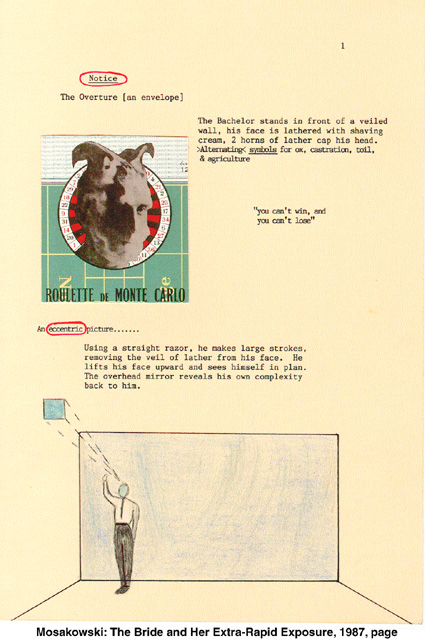 1
Notice
The Overture [an envelope]
The Bachelor stands in front of a veiled
wall, his face is lathered with shaving
cream, 2 horns of lather cap his head.
>Alternating< symbols for ox, castration, toil,
& agriculture
"you can't win, and
you can't lose"
ROULETTE DE MONTE CARLO
An eccentric picture.......
Using a straight razor, he makes large strokes,
removing the veil of lather from his face. He
lifts his face upward and sees himself in plan.
The overhead mirror reveals his own complexity
back to him.
Mosakowski: The Bride and Her Extra-Rapid Exposure, 1987, page